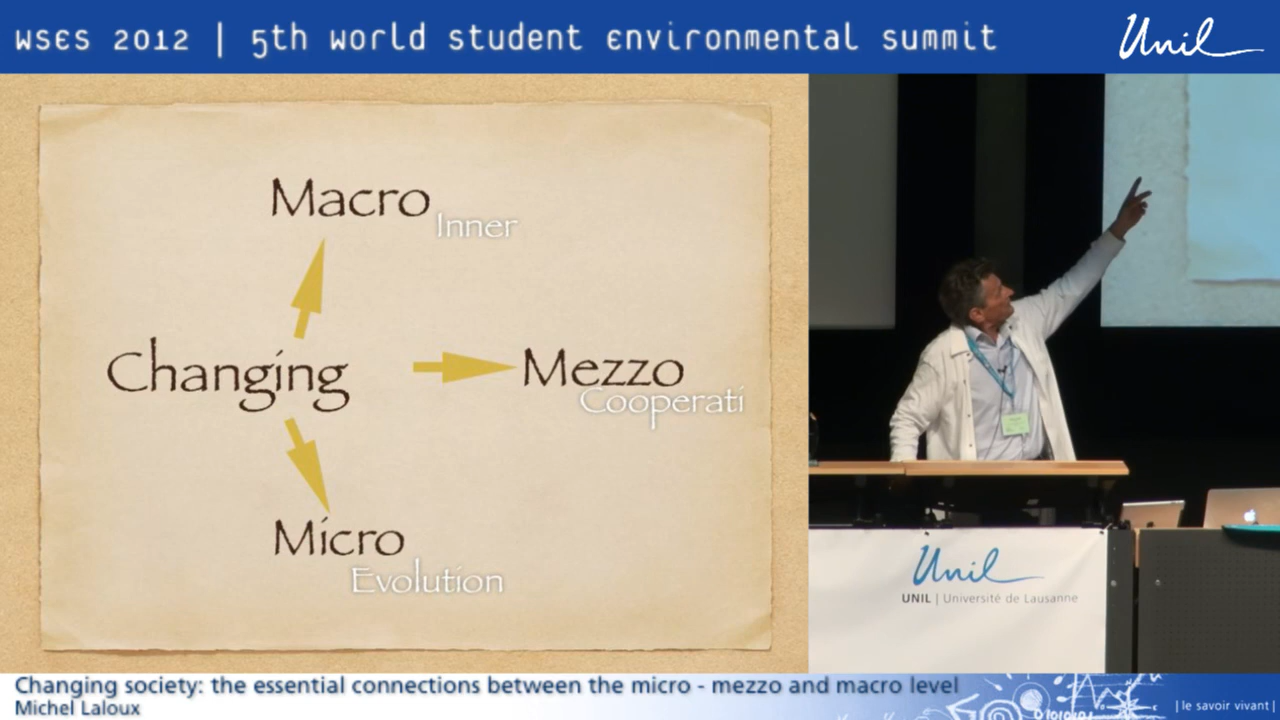 WSES 2012 | 5th world student environmental summit
Unil
Macro
Inner
Changing
Mezzo
Cooperati
Micro
Evolution
Unil
UNIL | Université de Lausanne
Changing society: the essential connections between the micro - mezzo and macro level
Michel Laloux
| le savoir vivant |